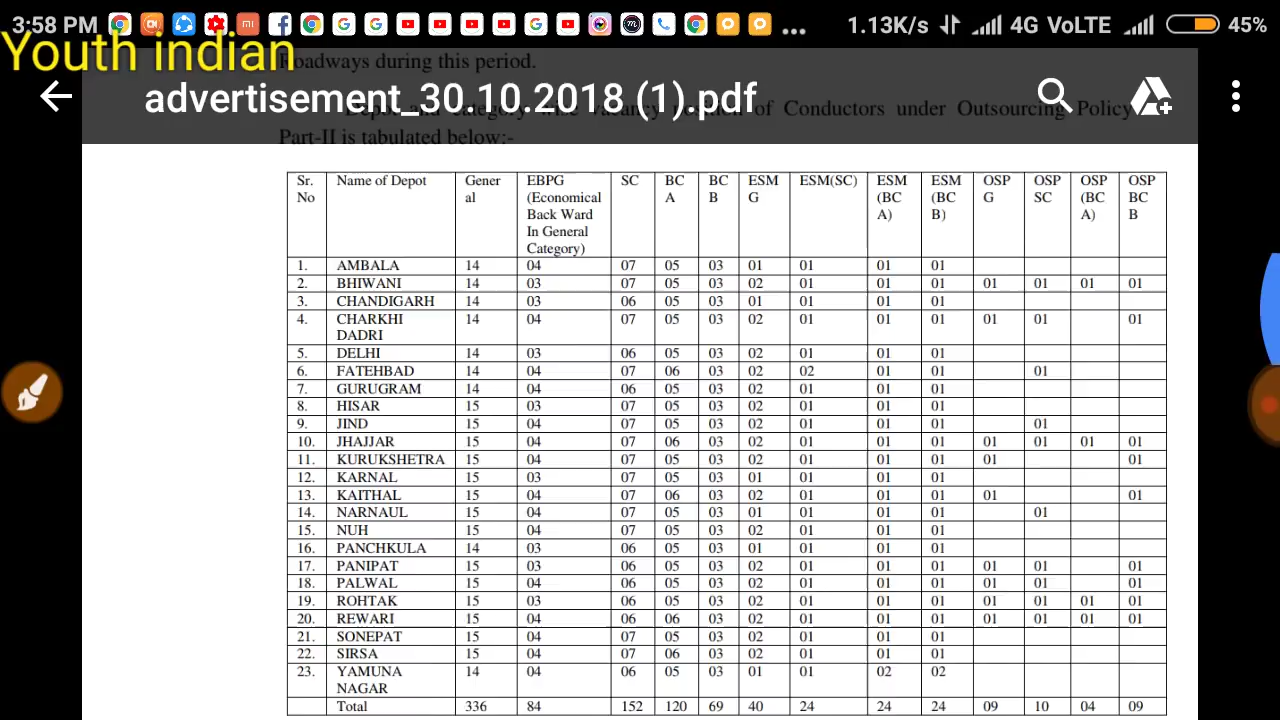 3:58 PM ... 1.13K/s 4G VoLTE 45%
Youth indian
Roadways during this period.
advertisement_30.10.2018 (1).pdf
Depot and category wise vacancy position of Conductors under Outsourcing Policy
Part-II is tabulated below:-
Sr. No Name of Depot Gener al EBPG (Economical Back Ward In General Category) SC BC A BC B ESM G ESM(SC) ESM (BC A) ESM (BC B) OSP G OSP SC OSP (BC A) OSP BC B
1. AMBALA 14 04 07 05 03 01 01 01 01
2. BHIWANI 14 03 07 05 03 02 01 01 01 01 01 01 01
3. CHANDIGARH 14 03 06 05 03 01 01 01 01
4. CHARKHI DADRI 14 04 07 05 03 02 01 01 01 01 01 01
5. DELHI 14 03 06 05 03 02 01 01 01
6. FATEHBAD 14 04 07 06 03 02 02 01 01 01
7. GURUGRAM 14 04 06 05 03 02 01 01 01
8. HISAR 15 03 07 05 03 02 01 01 01
9. JIND 15 04 07 05 03 02 01 01 01 01
10. JHAJJAR 15 04 07 06 03 02 01 01 01 01 01 01 01
11. KURUKSHETRA 15 04 07 05 03 02 01 01 01 01 01
12. KARNAL 15 03 07 05 03 01 01 01 01
13. KAITHAL 15 04 07 06 03 02 01 01 01 01 01
14. NARNAUL 15 04 07 05 03 01 01 01 01 01
15. NUH 15 04 07 05 03 02 01 01 01
16. PANCHKULA 14 03 06 05 03 01 01 01 01
17. PANIPAT 15 03 06 05 03 02 01 01 01 01 01 01
18. PALWAL 15 04 06 05 03 02 01 01 01 01 01 01
19. ROHTAK 15 03 06 05 03 02 01 01 01 01 01 01 01
20. REWARI 15 04 06 06 03 02 01 01 01 01 01 01 01
21. SONEPAT 15 04 07 05 03 02 01 01 01
22. SIRSA 15 04 07 06 03 02 01 01 01
23. YAMUNA NAGAR 14 04 06 05 03 01 01 02 02
Total 336 84 152 120 69 40 24 24 24 09 10 04 09